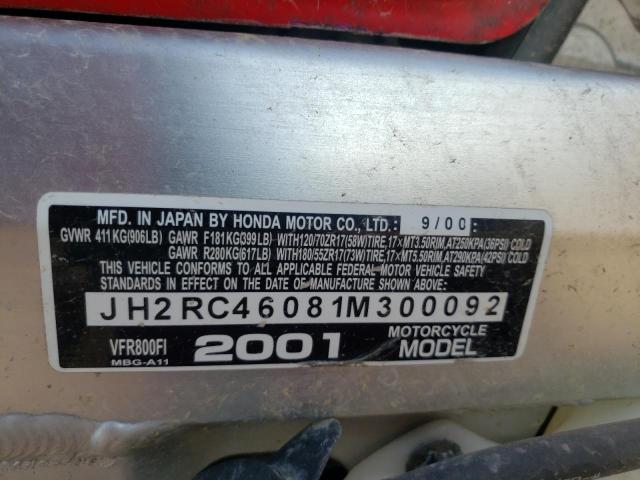 MFD. IN JAPAN BY HONDA MOTOR CO., LTD. 9/00
GVWR 411KG(906LB) GAWR F181KG(399LB) WITH120/70ZR17(58W)TIRE,17×MT3.50RIM,AT250KPA(36PSI) COLD
GAWR R280KG(617LB) WITH180/55ZR17(73W)TIRE,17×MT5.50RIM,AT290KPA(42PSI) COLD
THIS VEHICLE CONFORMS TO ALL APPLICABLE FEDERAL MOTOR VEHICLE SAFETY
STANDARDS IN EFFECT ON THE DATE OF MANUFACTURE SHOWN ABOVE.
JH2RC46081M300092
VFR800FI 2001 MOTORCYCLE
MBG-A11 MODEL